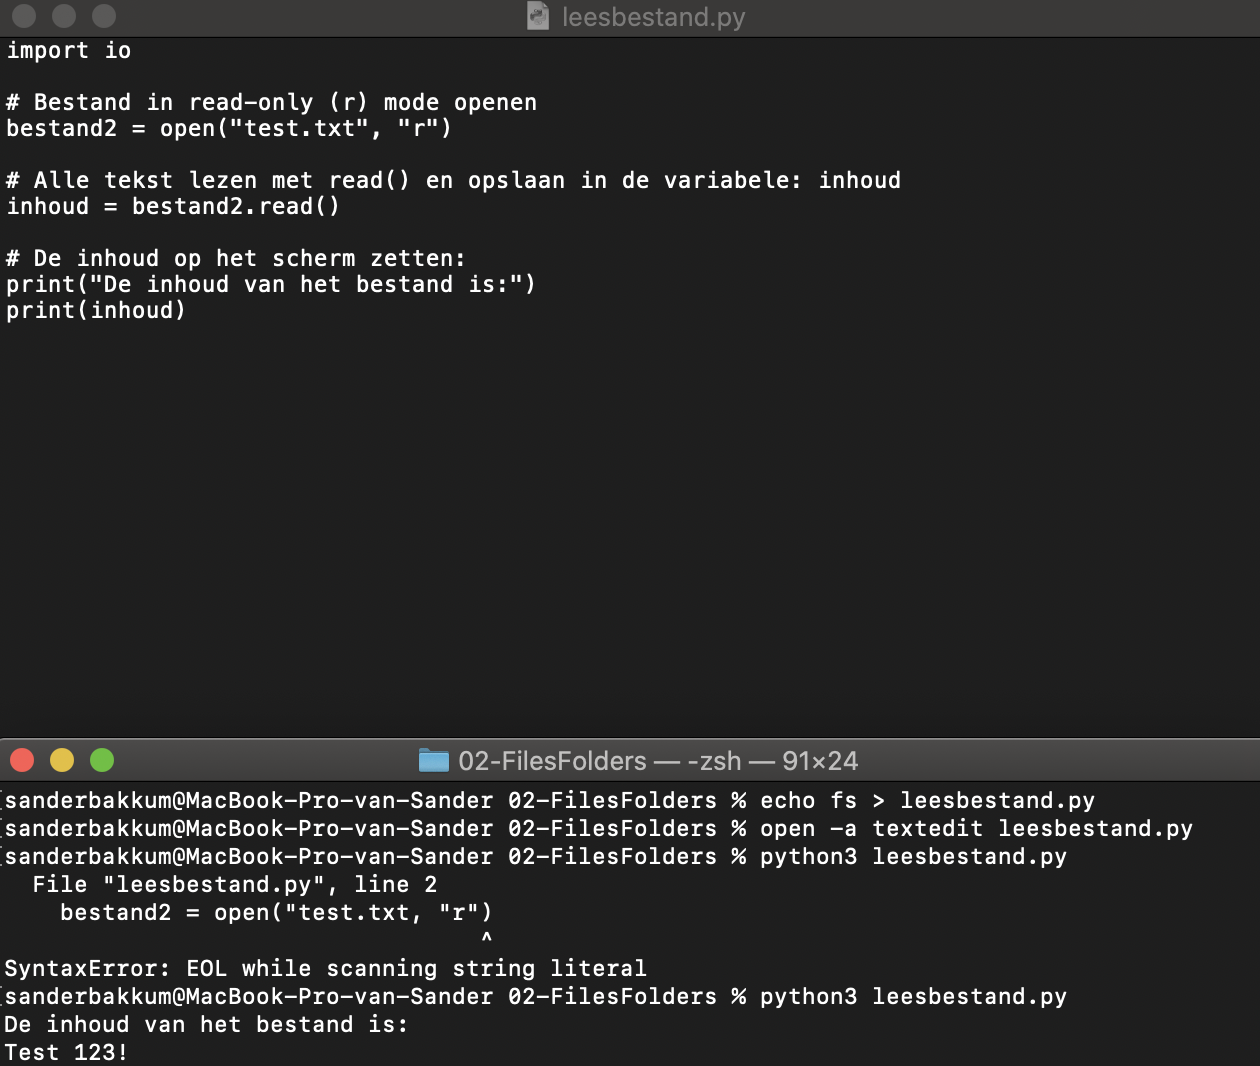 leesbestand.py
import io
# Bestand in read-only (r) mode openen
bestand2 = open("test.txt", "r")
# Alle tekst lezen met read() en opslaan in de variabele: inhoud
inhoud = bestand2.read()
# De inhoud op het scherm zetten:
print("De inhoud van het bestand is:")
print(inhoud)
02-FilesFolders — -zsh — 91×24
[sanderbakkum@MacBook-Pro-van-Sander 02-FilesFolders % echo fs > leesbestand.py
[sanderbakkum@MacBook-Pro-van-Sander 02-FilesFolders % open -a textedit leesbestand.py
[sanderbakkum@MacBook-Pro-van-Sander 02-FilesFolders % python3 leesbestand.py
File "leesbestand.py", line 2
bestand2 = open("test.txt, "r")
^
SyntaxError: EOL while scanning string literal
[sanderbakkum@MacBook-Pro-van-Sander 02-FilesFolders % python3 leesbestand.py
De inhoud van het bestand is:
Test 123!